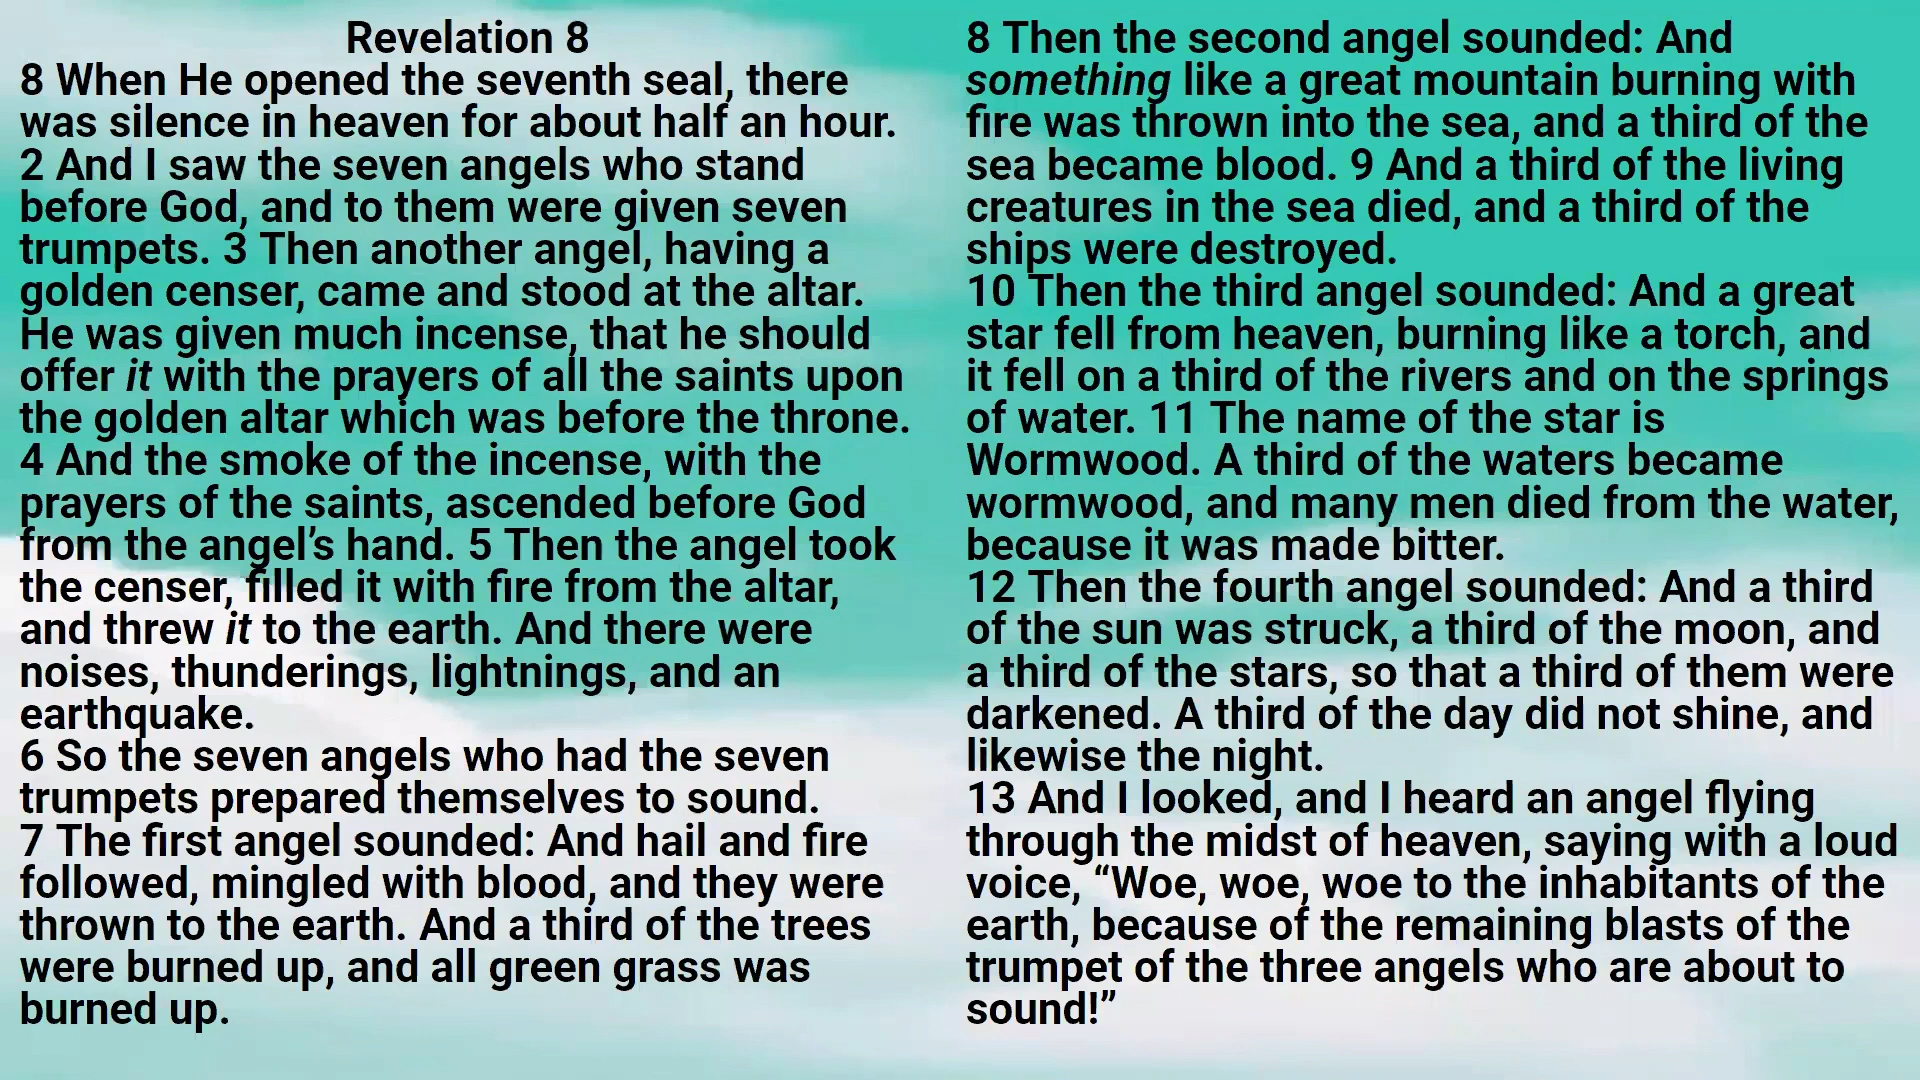 Revelation 8
8 When He opened the seventh seal, there
was silence in heaven for about half an hour.
2 And I saw the seven angels who stand
before God, and to them were given seven
trumpets. 3 Then another angel, having a
golden censer, came and stood at the altar.
He was given much incense, that he should
offer it with the prayers of all the saints upon
the golden altar which was before the throne.
4 And the smoke of the incense, with the
prayers of the saints, ascended before God
from the angel’s hand. 5 Then the angel took
the censer, filled it with fire from the altar,
and threw it to the earth. And there were
noises, thunderings, lightnings, and an
earthquake.
6 So the seven angels who had the seven
trumpets prepared themselves to sound.
7 The first angel sounded: And hail and fire
followed, mingled with blood, and they were
thrown to the earth. And a third of the trees
were burned up, and all green grass was
burned up.
8 Then the second angel sounded: And
something like a great mountain burning with
fire was thrown into the sea, and a third of the
sea became blood. 9 And a third of the living
creatures in the sea died, and a third of the
ships were destroyed.
10 Then the third angel sounded: And a great
star fell from heaven, burning like a torch, and
it fell on a third of the rivers and on the springs
of water. 11 The name of the star is
Wormwood. A third of the waters became
wormwood, and many men died from the water,
because it was made bitter.
12 Then the fourth angel sounded: And a third
of the sun was struck, a third of the moon, and
a third of the stars, so that a third of them were
darkened. A third of the day did not shine, and
likewise the night.
13 And I looked, and I heard an angel flying
through the midst of heaven, saying with a loud
voice, “Woe, woe, woe to the inhabitants of the
earth, because of the remaining blasts of the
trumpet of the three angels who are about to
sound!”